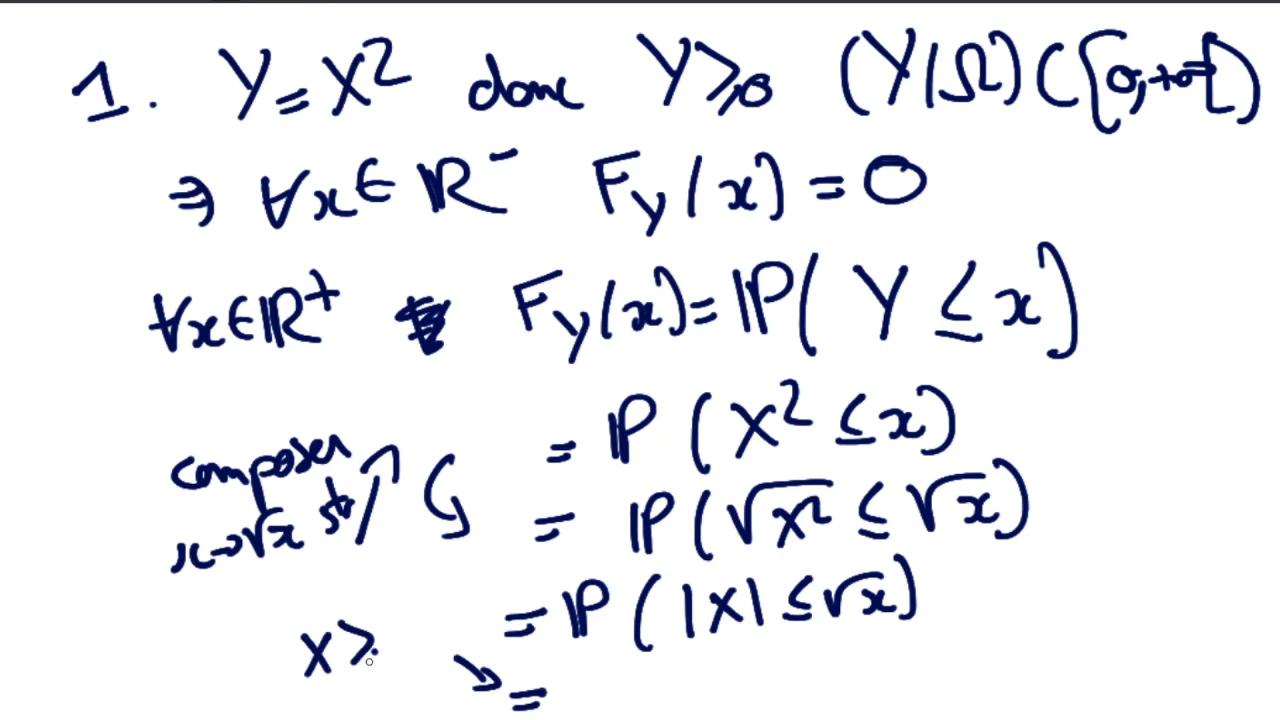 1. Y = X² donc Y ⩾ 0 (Y(Ω) ⊂ [0,+∞[)
⇒ ∀x ∈ ℝ⁻ F_Y(x) = 0
∀x ∈ ℝ⁺ F_Y(x) = ℙ(Y ≤ x)
= ℙ(X² ≤ x)
composer
x→√x st↗ = ℙ(√X² ≤ √x)
= ℙ(|X| ≤ √x)
X ⩾
↘ =